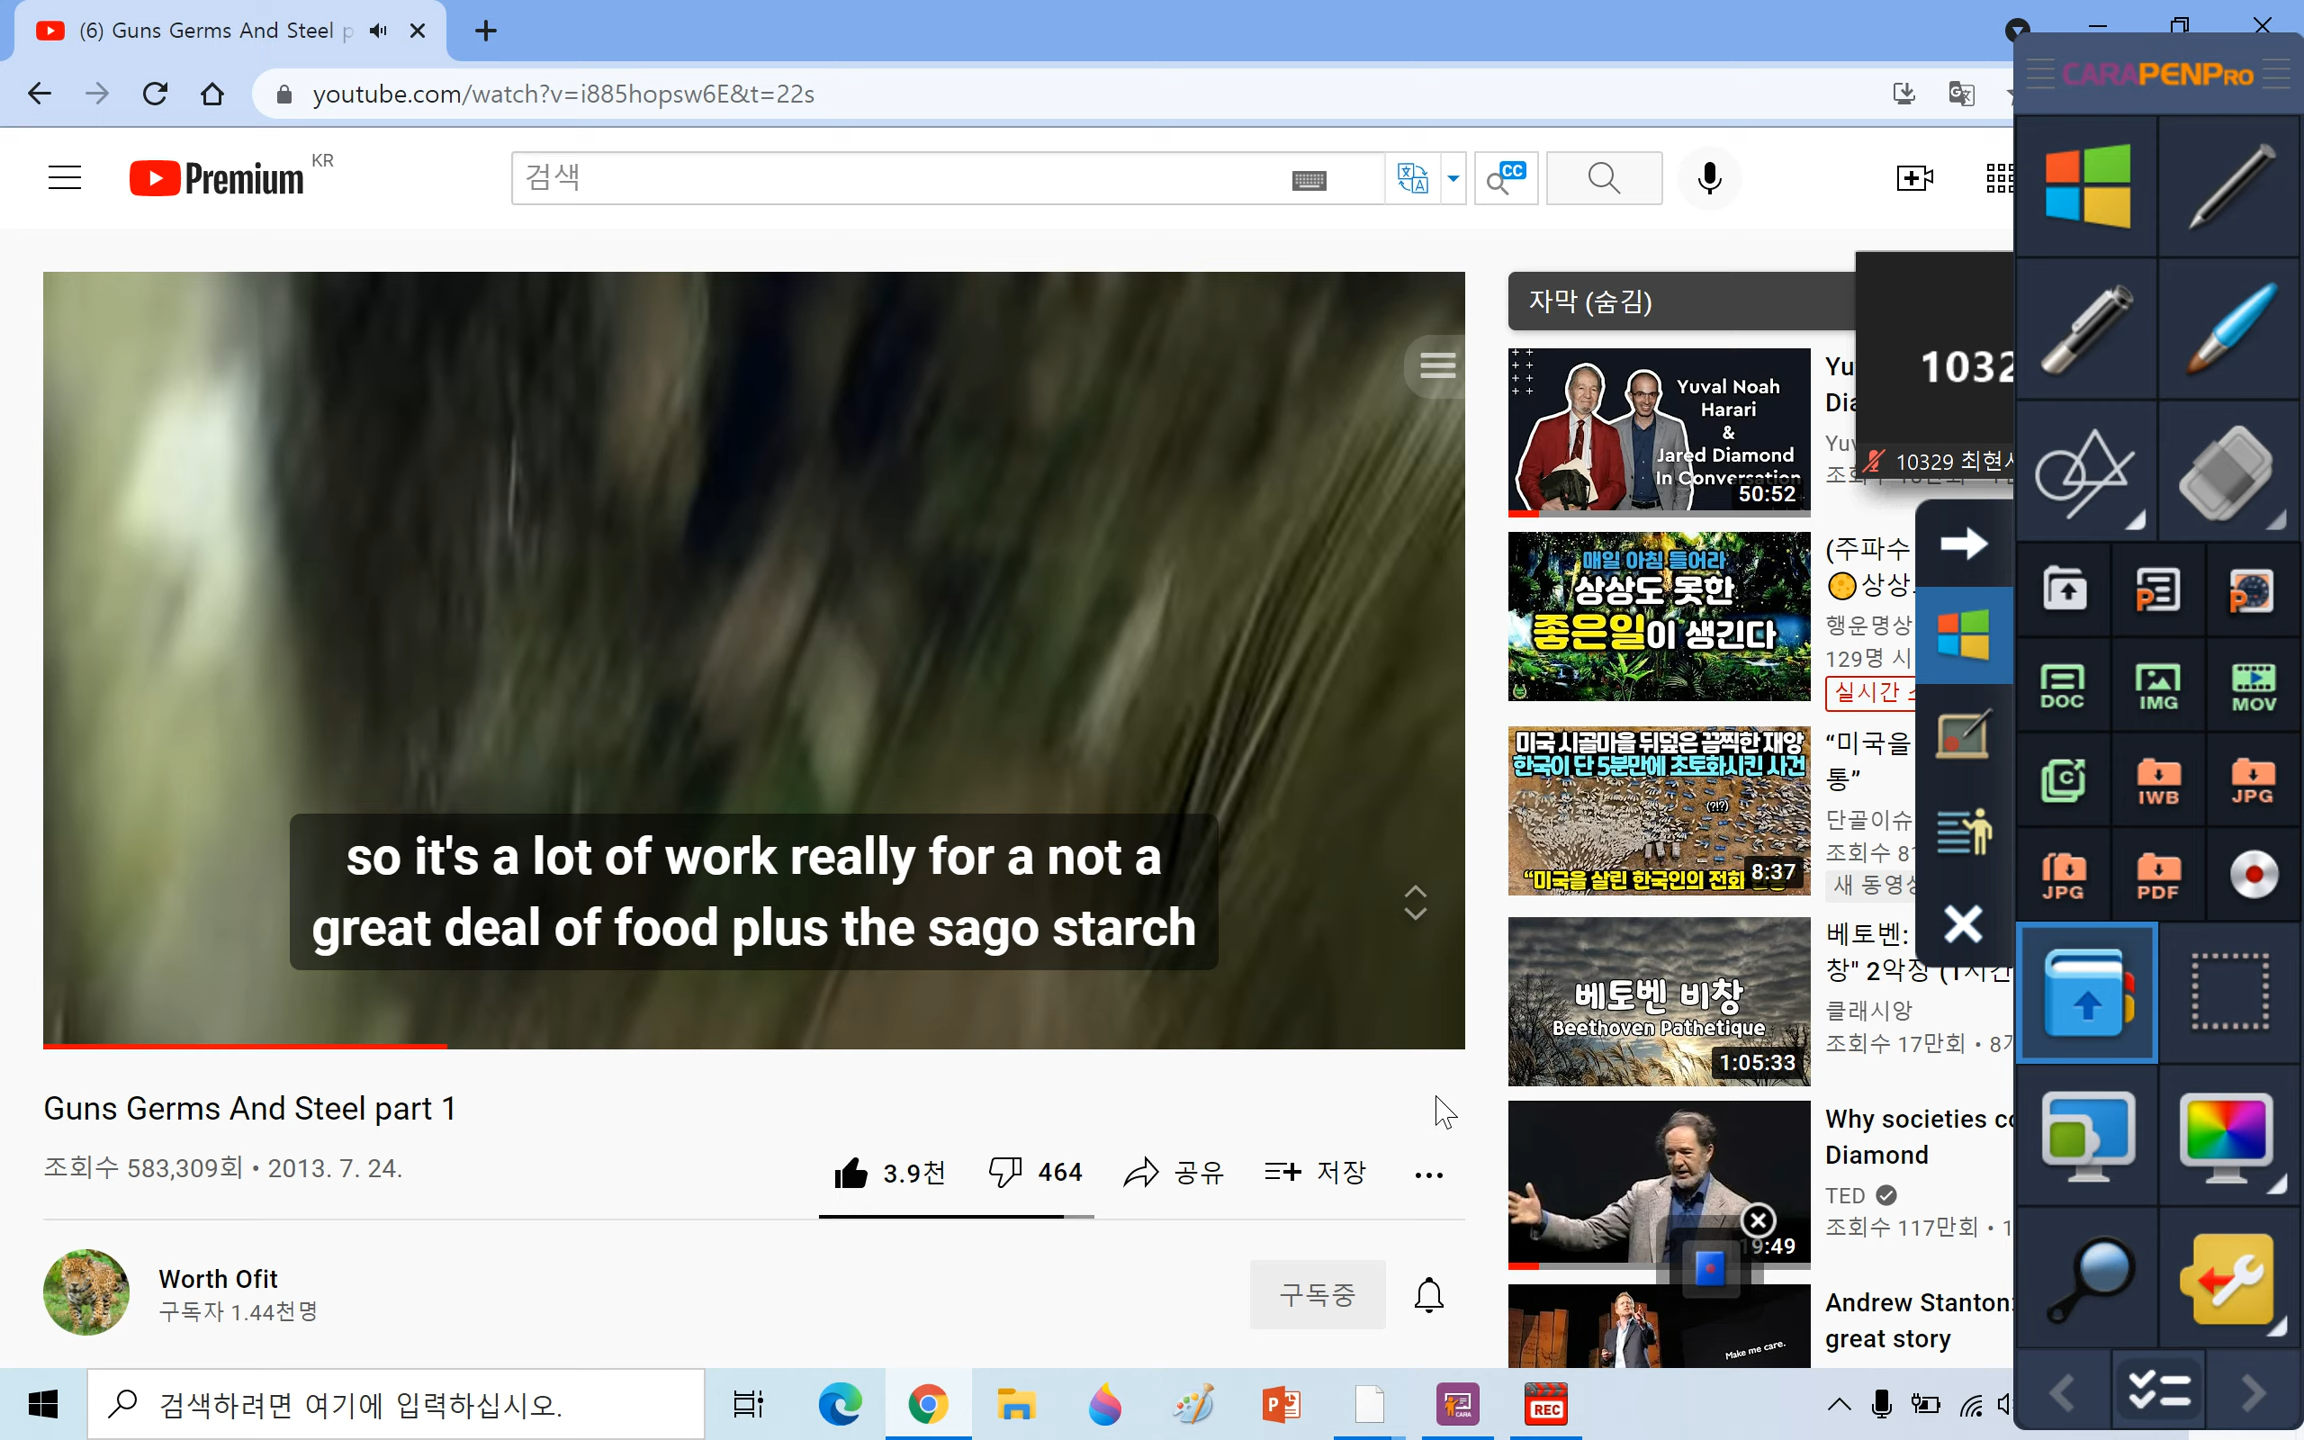 (6) Guns Germs And Steel p
youtube.com/watch?v=i885hopsw6E&t=22s
CARAPENPRO
Premium KR
검색
CC
so it's a lot of work really for a not a
great deal of food plus the sago starch
Guns Germs And Steel part 1
조회수 583,309회 • 2013. 7. 24.
3.9천
464
공유
저장
Worth Ofit
구독자 1.44천명
구독중
자막 (숨김)
Yuval Noah
Harari
&
Jared Diamond
In Conversation
50:52
매일 아침 들어라
상상도 못한
좋은일이 생긴다
(주파수
상상
행운명상
129명 시
실시간
미국 시골마을 뒤덮은 끔찍한 재앙
한국이 단 5분만에 초토화시킨 사건
(?!?)
"미국을 살린 한국인의 전화
8:37
“미국을
통”
단골이슈
조회수 8
새 동영상
베토벤 비창
Beethoven Pathetique
1:05:33
베토벤:
창" 2악장 (1시간
클래시앙
조회수 17만회 • 8
19:49
Why societies co
Diamond
TED
조회수 117만회 • 1
Make me care.
Andrew Stanton:
great story
1032
10329 최현
DOC
IMG
MOV
IWB
JPG
JPG
PDF
검색하려면 여기에 입력하십시오.
CARA
REC